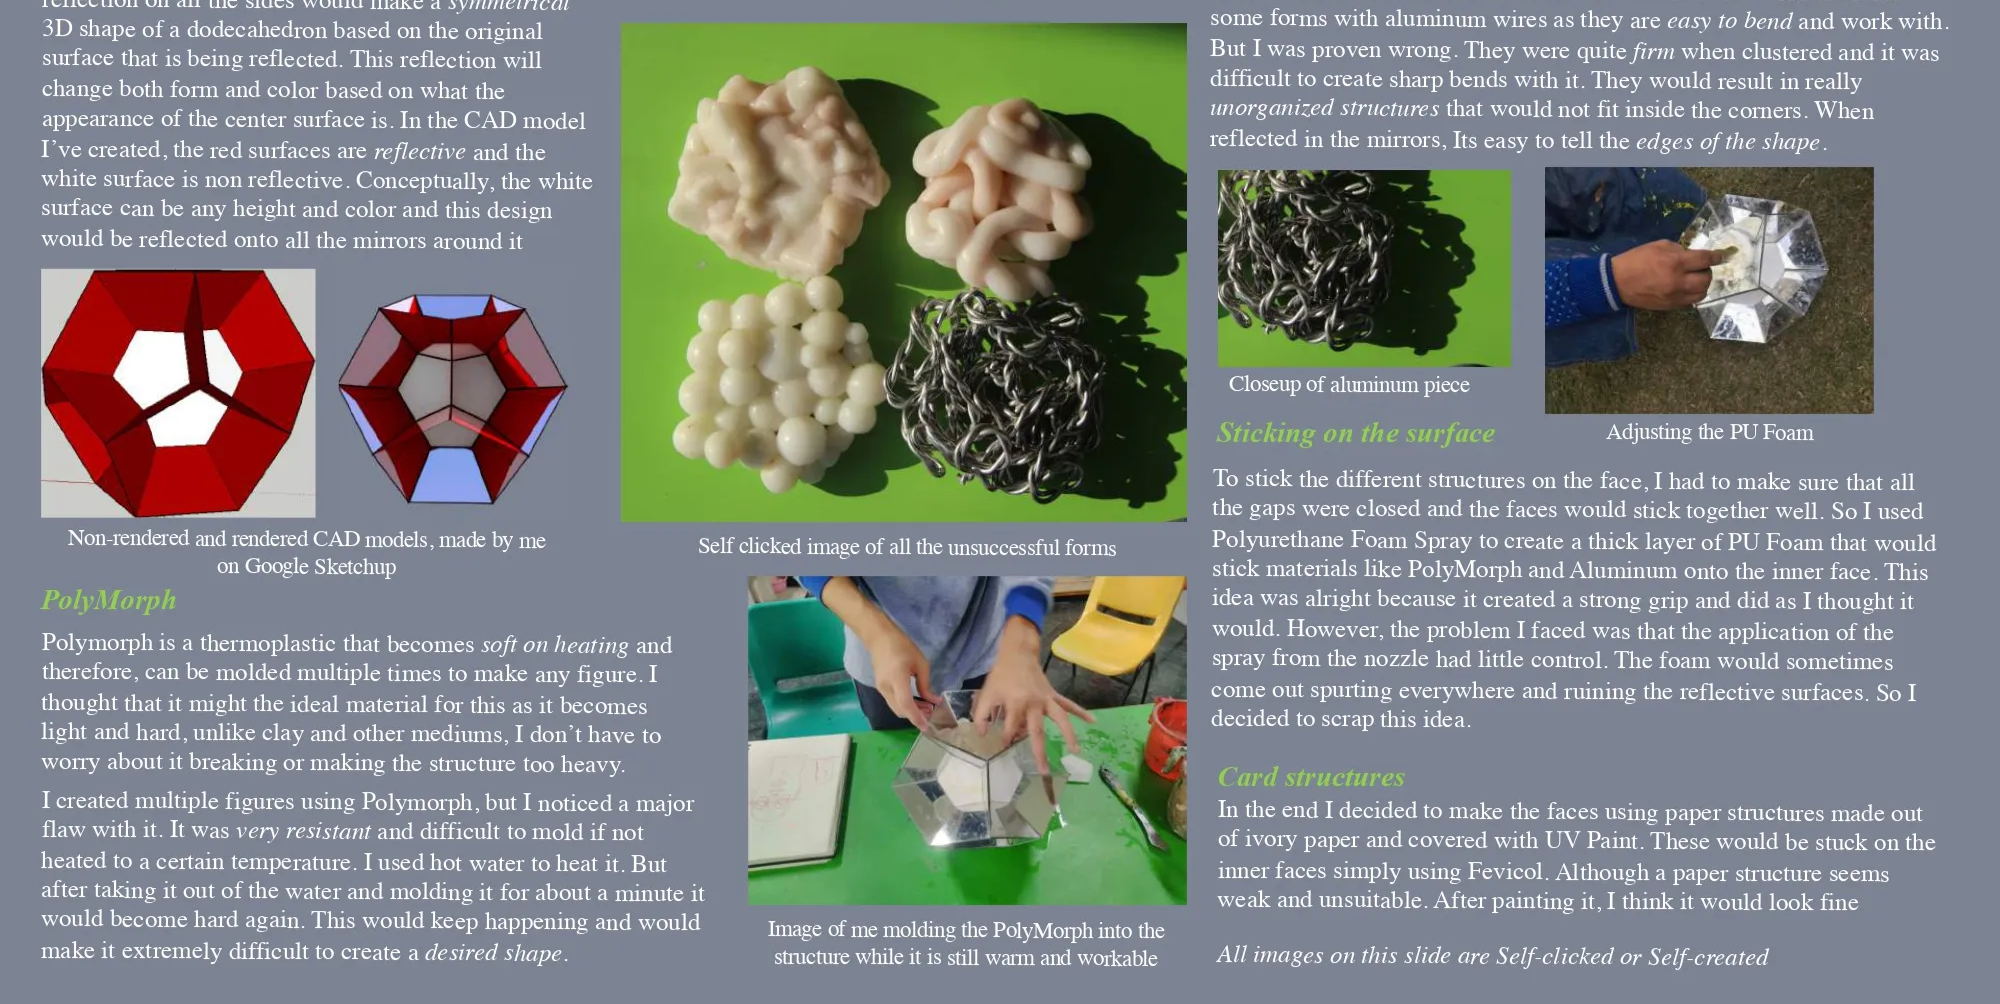 reflection on all the sides would make a symmetrical
3D shape of a dodecahedron based on the original
surface that is being reflected. This reflection will
change both form and color based on what the
appearance of the center surface is. In the CAD model
I've created, the red surfaces are reflective and the
white surface is non reflective. Conceptually, the white
surface can be any height and color and this design
would be reflected onto all the mirrors around it
Non-rendered and rendered CAD models, made by me
on Google Sketchup
PolyMorph
Polymorph is a thermoplastic that becomes soft on heating and
therefore, can be molded multiple times to make any figure. I
thought that it might the ideal material for this as it becomes
light and hard, unlike clay and other mediums, I don't have to
worry about it breaking or making the structure too heavy.
I created multiple figures using Polymorph, but I noticed a major
flaw with it. It was very resistant and difficult to mold if not
heated to a certain temperature. I used hot water to heat it. But
after taking it out of the water and molding it for about a minute it
would become hard again. This would keep happening and would
make it extremely difficult to create a desired shape.
Self clicked image of all the unsuccessful forms
Image of me molding the PolyMorph into the
structure while it is still warm and workable
some forms with aluminum wires as they are easy to bend and work with.
But I was proven wrong. They were quite firm when clustered and it was
difficult to create sharp bends with it. They would result in really
unorganized structures that would not fit inside the corners. When
reflected in the mirrors, Its easy to tell the edges of the shape.
Closeup of aluminum piece
Adjusting the PU Foam
Sticking on the surface
To stick the different structures on the face, I had to make sure that all
the gaps were closed and the faces would stick together well. So I used
Polyurethane Foam Spray to create a thick layer of PU Foam that would
stick materials like PolyMorph and Aluminum onto the inner face. This
idea was alright because it created a strong grip and did as I thought it
would. However, the problem I faced was that the application of the
spray from the nozzle had little control. The foam would sometimes
come out spurting everywhere and ruining the reflective surfaces. So I
decided to scrap this idea.
Card structures
In the end I decided to make the faces using paper structures made out
of ivory paper and covered with UV Paint. These would be stuck on the
inner faces simply using Fevicol. Although a paper structure seems
weak and unsuitable. After painting it, I think it would look fine
All images on this slide are Self-clicked or Self-created